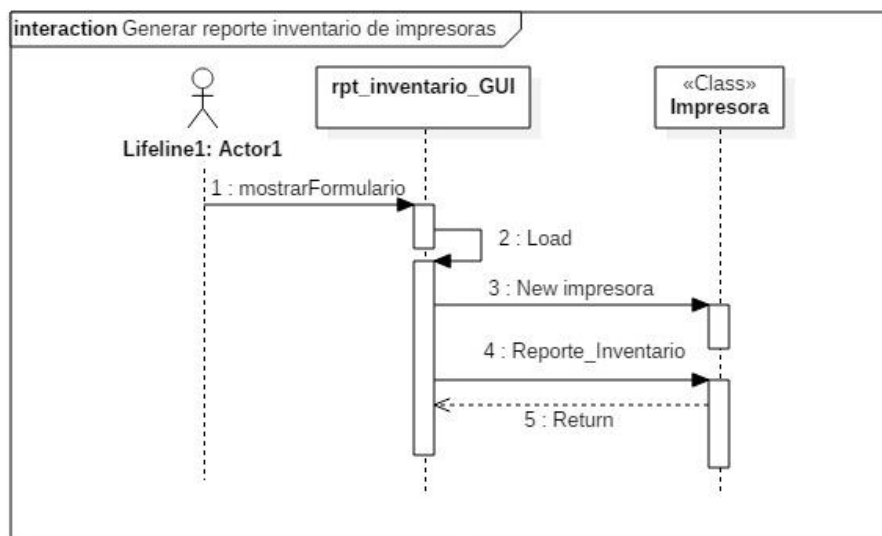 interaction Generar reporte inventario de impresoras
rpt_inventario_GUI
«Class»
Impresora
Lifeline1: Actor1
1 : mostrarFormulario
2 : Load
3 : New impresora
4 : Reporte_Inventario
5 : Return